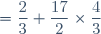 = 2/3 + 17/2 × 4/3